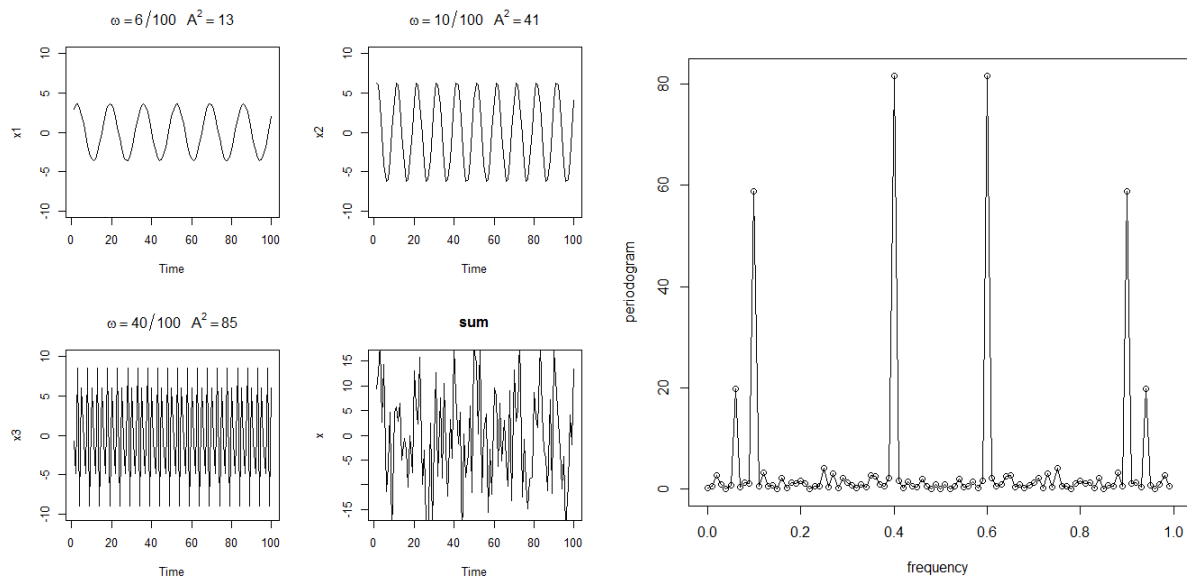 ω = 6/100 A² = 13
10
5
0
-5
-10
x1
0 20 40 60 80 100
Time
ω = 10/100 A² = 41
10
5
0
-5
-10
x2
0 20 40 60 80 100
Time
ω = 40/100 A² = 85
10
5
0
-5
-10
x3
0 20 40 60 80 100
Time
sum
15
5
0
-5
-15
x
0 20 40 60 80 100
Time
80
60
40
20
0
periodogram
0.0 0.2 0.4 0.6 0.8 1.0
frequency